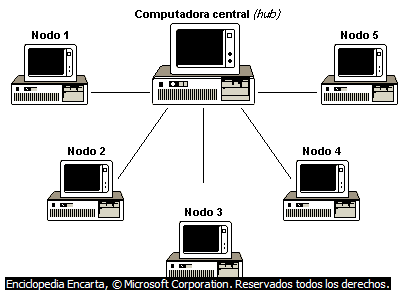 Computadora central (hub)
Nodo 1
Nodo 5
Nodo 2
Nodo 4
Nodo 3
Enciclopedia Encarta, © Microsoft Corporation. Reservados todos los derechos.